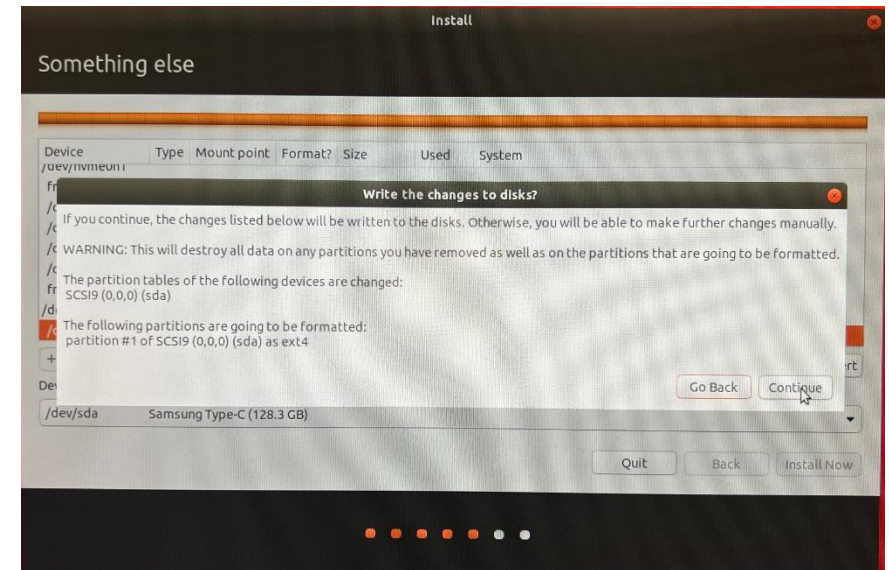 Install
Something else
Device Type Mount point Format? Size Used System
Write the changes to disks?
If you continue, the changes listed below will be written to the disks. Otherwise, you will be able to make further changes manually.
WARNING: This will destroy all data on any partitions you have removed as well as on the partitions that are going to be formatted.
The partition tables of the following devices are changed:
SCSI9 (0,0,0) (sda)
The following partitions are going to be formatted:
partition #1 of SCSI9 (0,0,0) (sda) as ext4
+
Go Back Continue
/dev/sda Samsung Type-C (128.3 GB)
Quit Back Install Now